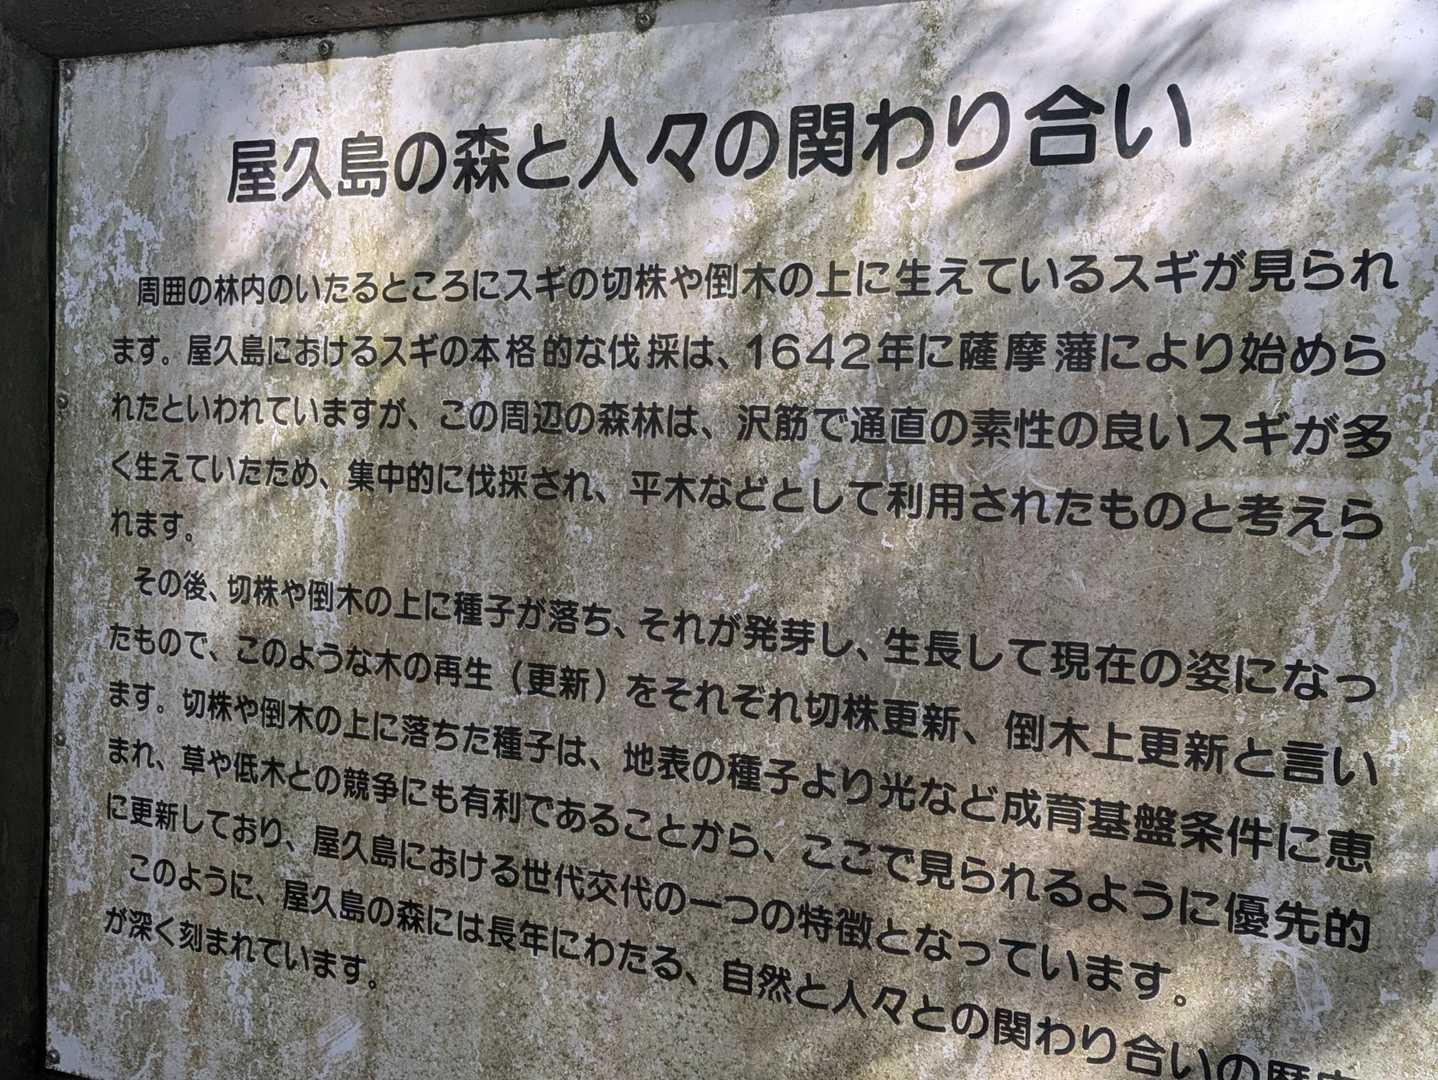 屋久島の森と人々の関わり合い
周囲の林内のいたるところにスギの切株や倒木の上に生えているスギが見られ
ます。屋久島におけるスギの本格的な伐採は、1642年に薩摩藩により始めら
れたといわれていますが、この周辺の森林は、沢筋で通直の素性の良いスギが多
く生えていたため、集中的に伐採され、平木などとして利用されたものと考えら
れます。
その後、切株や倒木の上に種子が落ち、それが発芽し、生長して現在の姿になっ
たもので、このような木の再生（更新）をそれぞれ切株更新、倒木上更新と言い
ます。切株や倒木の上に落ちた種子は、地表の種子より光など成育基盤条件に恵
まれ、草や低木との競争にも有利であることから、ここで見られるように優先的
に更新しており、屋久島における世代交代の一つの特徴となっています。
このように、屋久島の森には長年にわたる、自然と人々との関わり合いの歴史
が深く刻まれています。